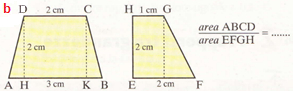 b
D 2 cm C
H 1 cm G
2 cm
2 cm
area ABCD / area EFGH = ......
A H 3 cm K B
E 2 cm F